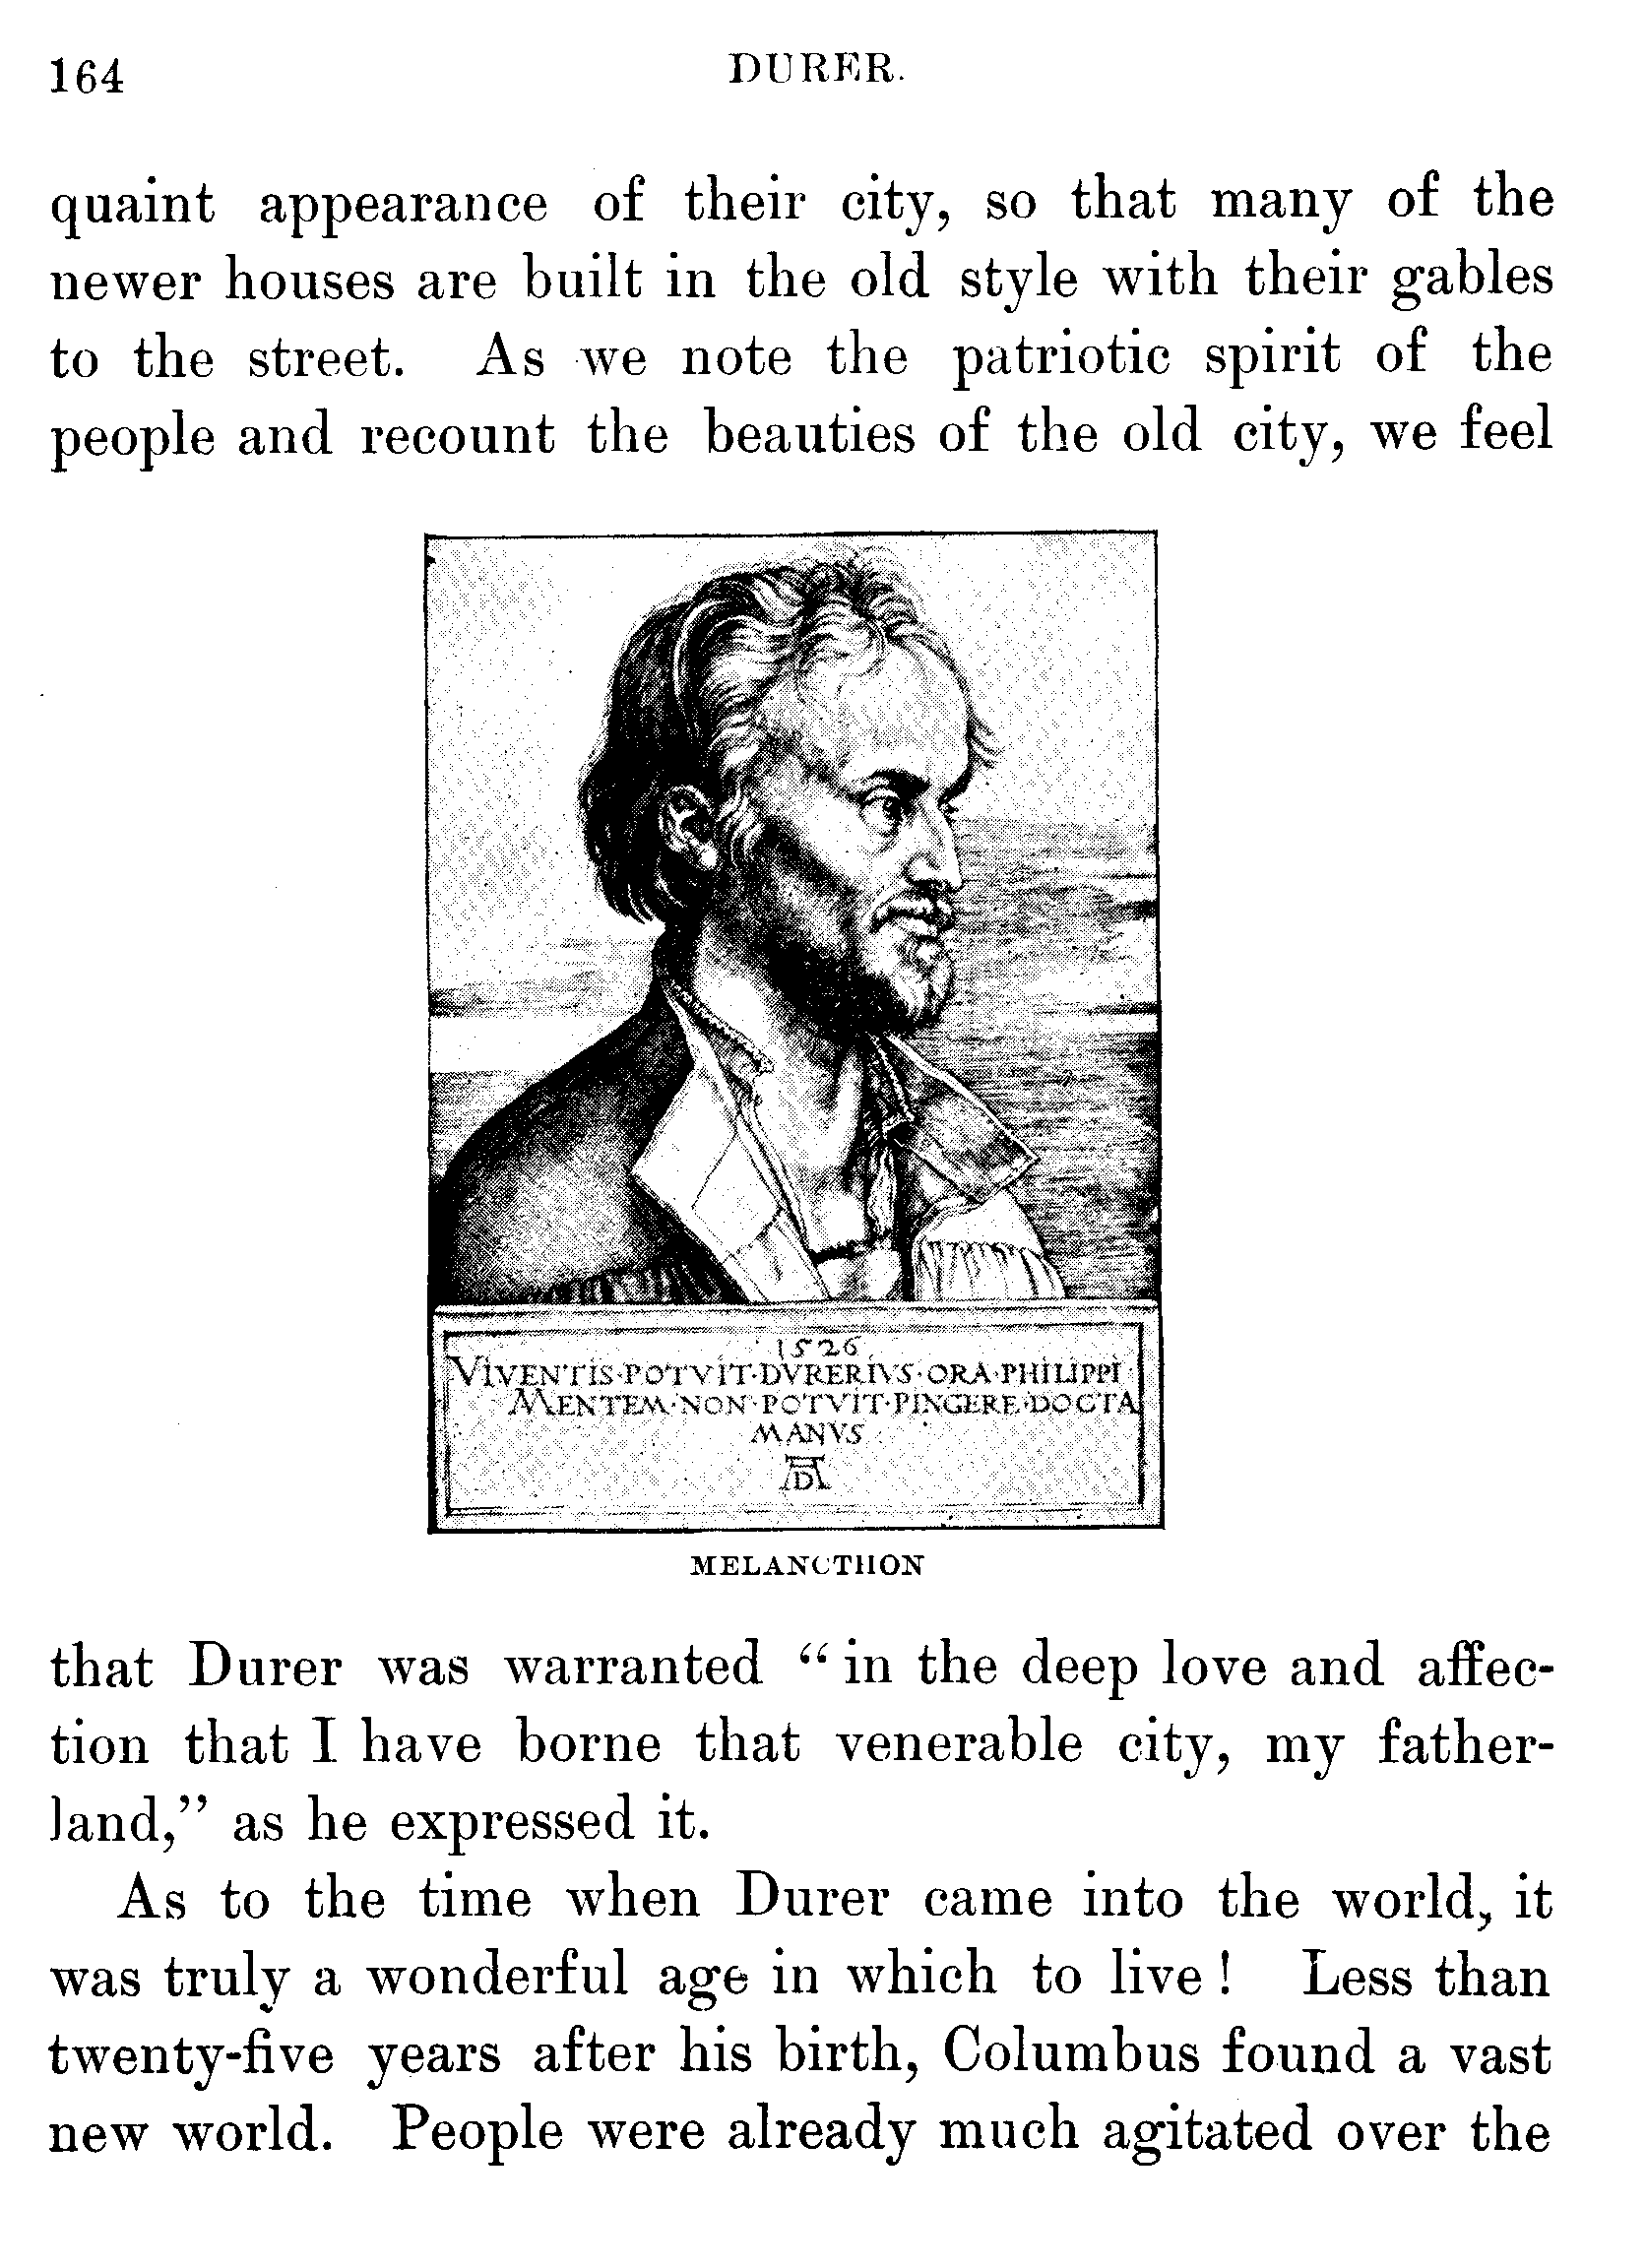 164
DURER.
quaint appearance of their city, so that many of the
newer houses are built in the old style with their gables
to the street. As we note the patriotic spirit of the
people and recount the beauties of the old city, we feel
1526
VIVENTIS·POTVIT·DVRERIVS·ORA·PHILIPPI
MENTEM·NON·POTVIT·PINGERE·DOCTA
MANVS
AD
MELANCTHON
that Durer was warranted “in the deep love and affec-
tion that I have borne that venerable city, my father-
land,” as he expressed it.
As to the time when Durer came into the world, it
was truly a wonderful age in which to live! Less than
twenty-five years after his birth, Columbus found a vast
new world. People were already much agitated over the